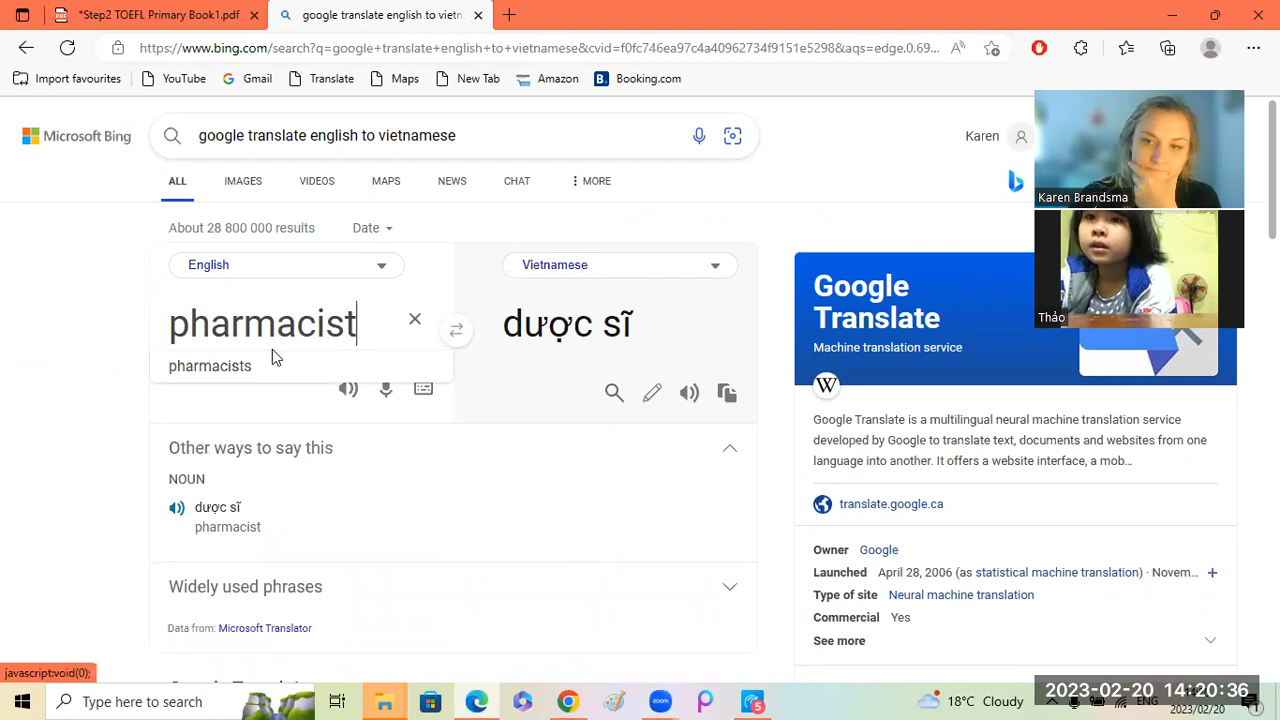 "Step2 TOEFL Primary Book1.pdf
google translate english to vietn
https://www.bing.com/search?q=google+translate+english+to+vietnamese&cvid=f0fc746ea97c4a40962734f9151e5298&aqs=edge.0.69...
Import favourites YouTube Gmail Translate Maps New Tab Amazon Booking.com
Microsoft Bing
google translate english to vietnamese
Karen
ALL IMAGES VIDEOS MAPS NEWS CHAT MORE
Karen Brandsma
About 28 800 000 results Date
English Vietnamese
pharmacist dược sĩ
pharmacists
Other ways to say this
NOUN
dược sĩ
pharmacist
Widely used phrases
Data from: Microsoft Translator
Google
Translate
Machine translation service
Thảo
W
Google Translate is a multilingual neural machine translation service
developed by Google to translate text, documents and websites from one
language into another. It offers a website interface, a mob...
translate.google.ca
Owner Google
Launched April 28, 2006 (as statistical machine translation) · Novem...
Type of site Neural machine translation
Commercial Yes
See more
javascript:void(0);
Type here to search
zoom
5
18°C Cloudy
ENG
2023-02-20 14:20:36
2023/02/20